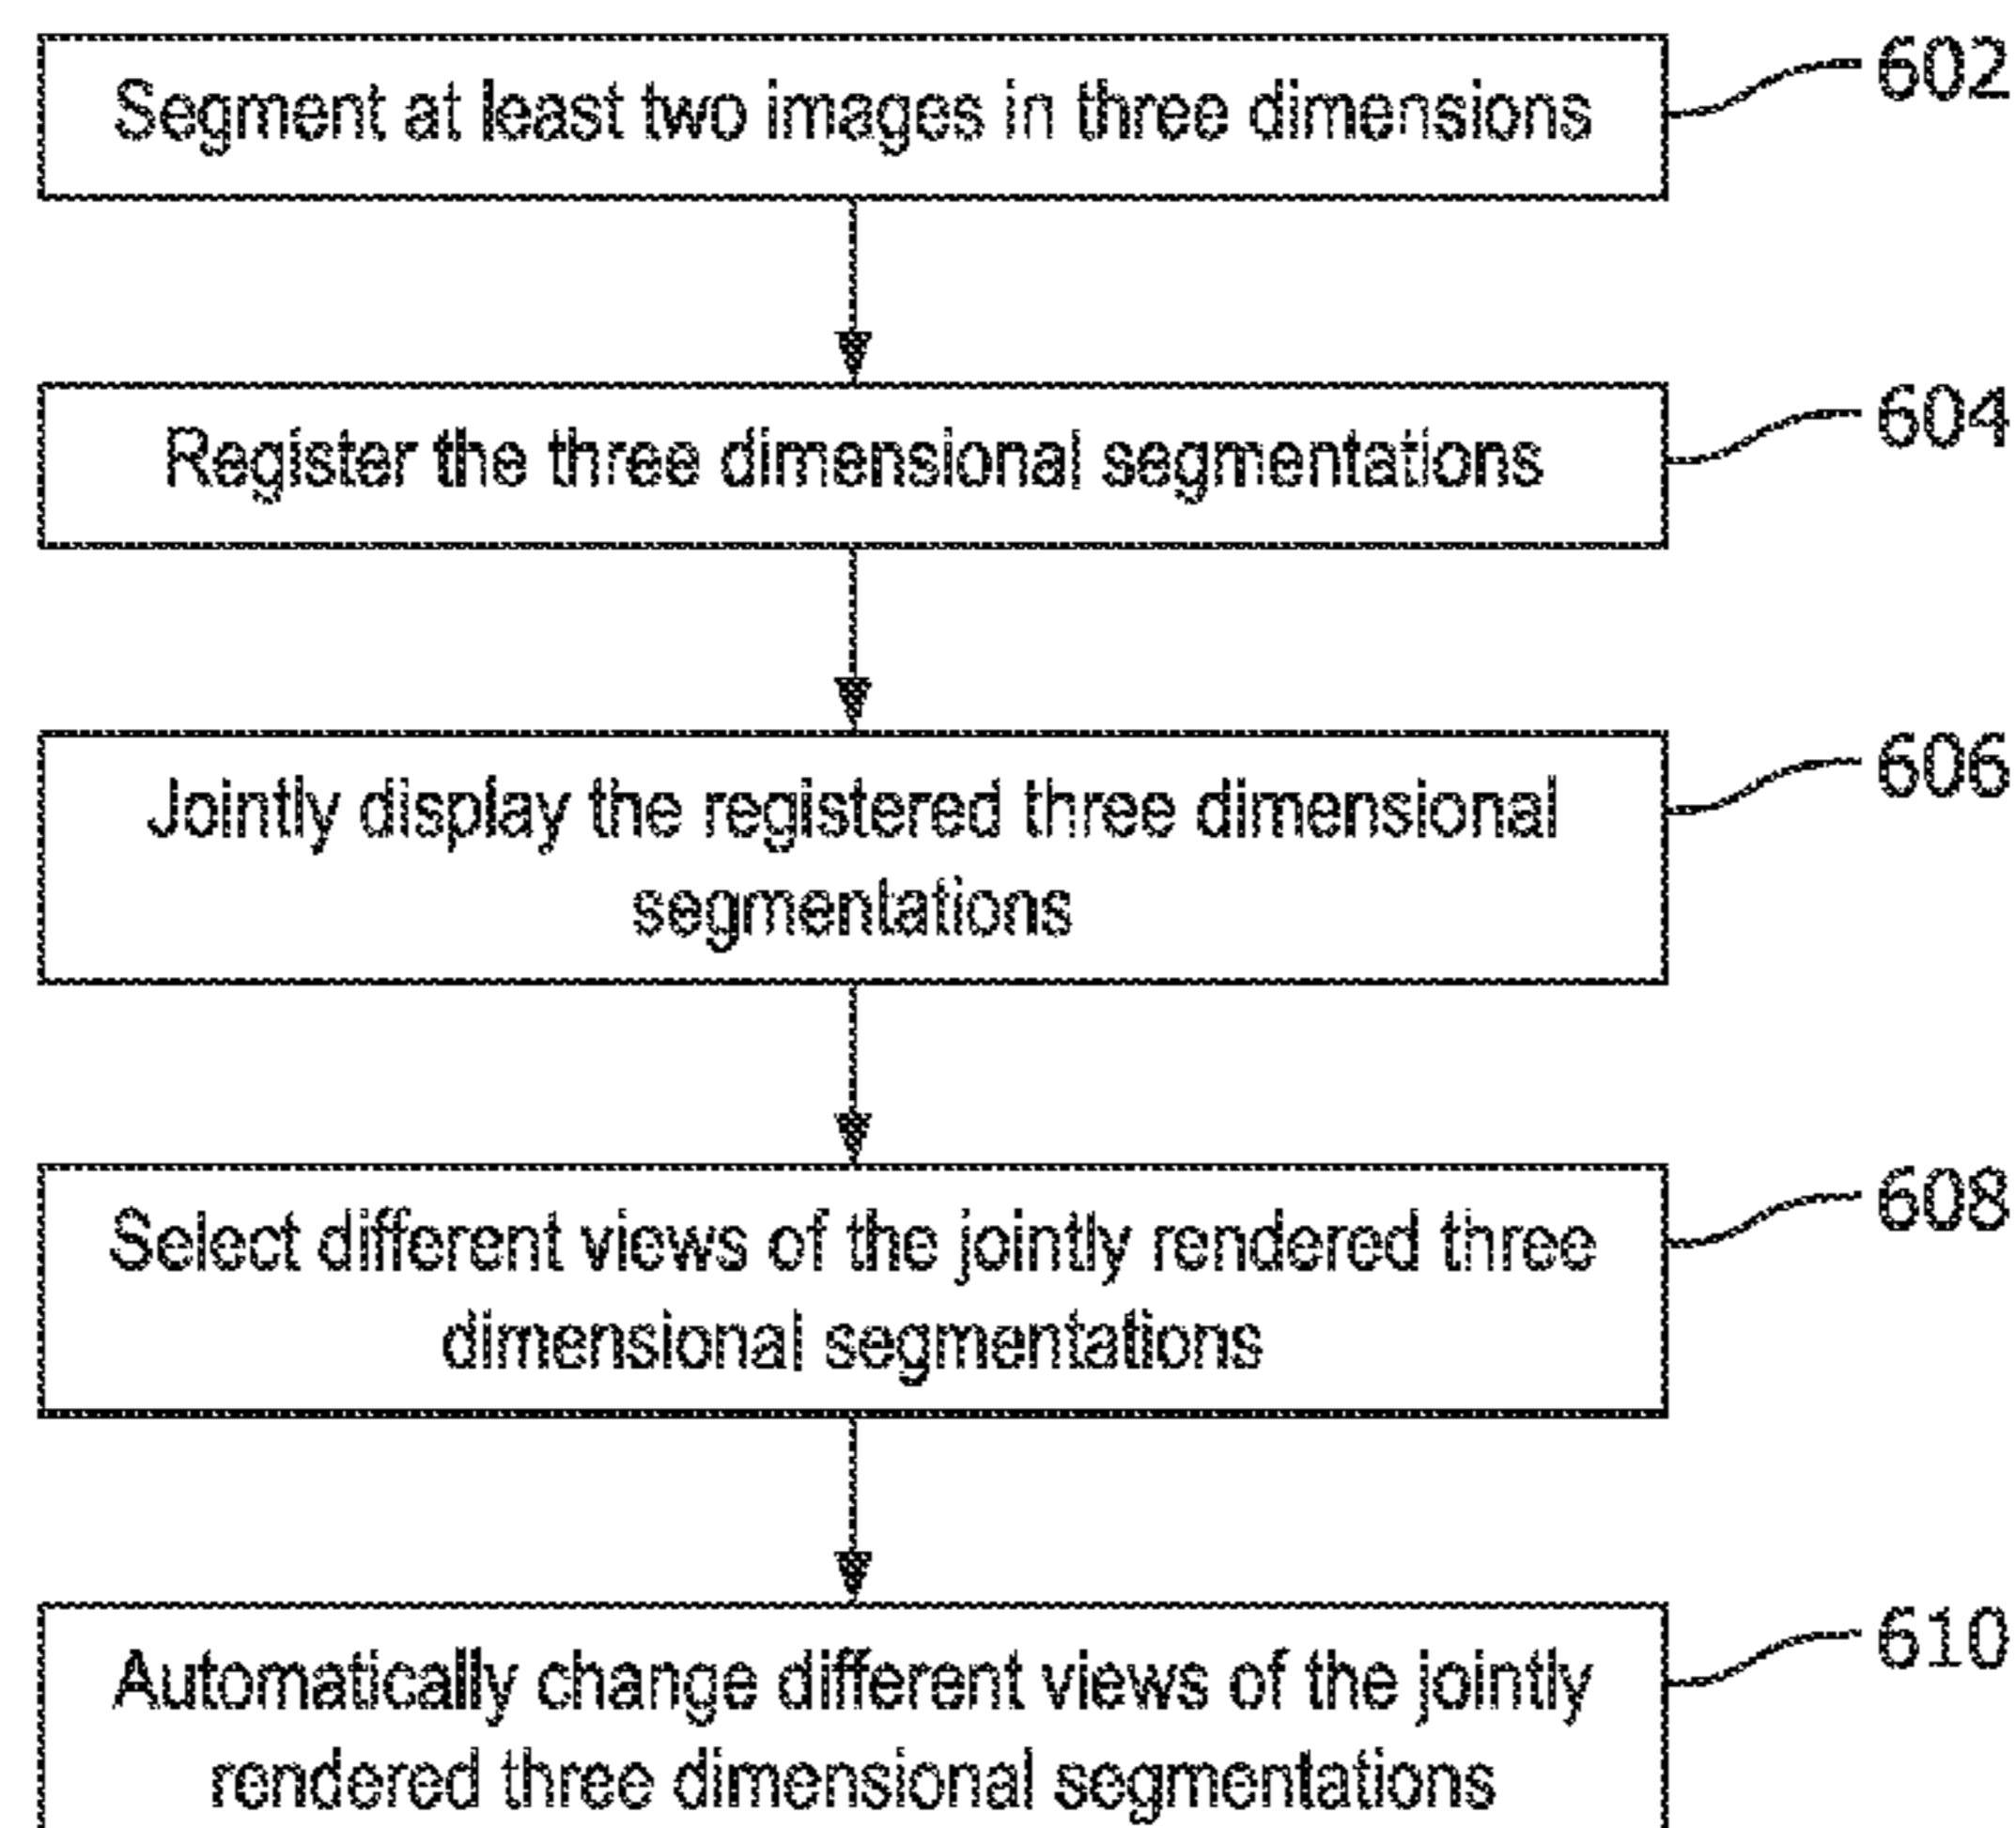 Segment at least two images in three dimensions
602
Register the three dimensional segmentations
604
Jointly display the registered three dimensional
segmentations
606
Select different views of the jointly rendered three
dimensional segmentations
608
Automatically change different views of the jointly
rendered three dimensional segmentations
610